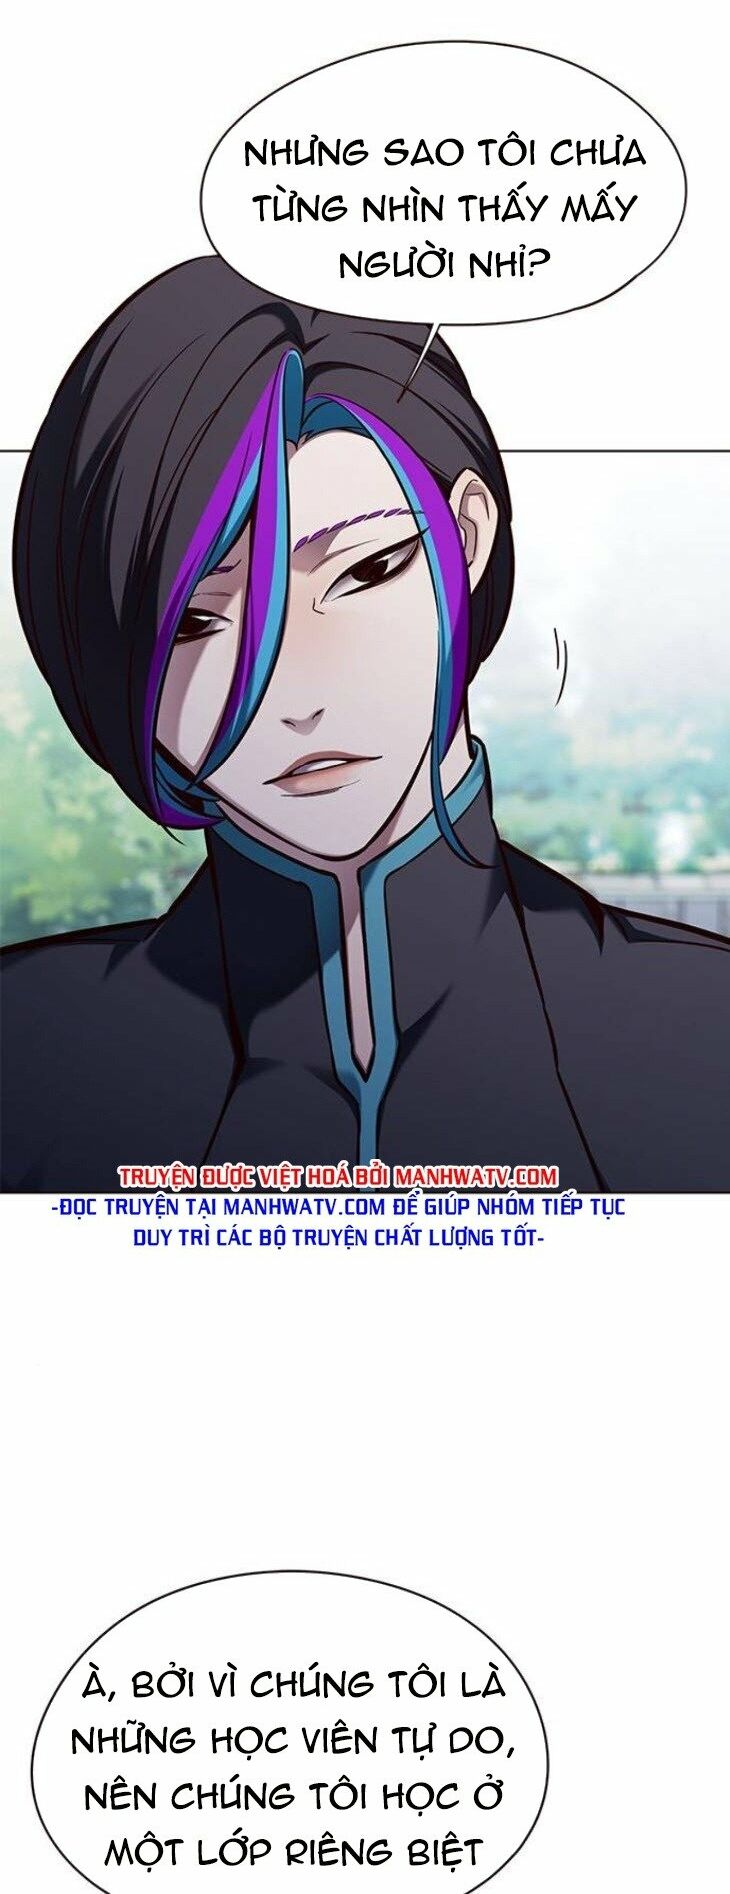 NHƯNG SAO TÔI CHƯA
TỪNG NHÌN THẤY MẤY
NGƯỜI NHỈ?
TRUYỆN ĐƯỢC VIỆT HOÁ BỞI MANHWATV.COM
-ĐỌC TRUYỆN TẠI MANHWATV.COM ĐỂ GIÚP NHÓM TIẾP TỤC
DUY TRÌ CÁC BỘ TRUYỆN CHẤT LƯỢNG TỐT-
À, BỞI VÌ CHÚNG TÔI LÀ
NHỮNG HỌC VIÊN TỰ DO,
NÊN CHÚNG TÔI HỌC Ở
MỘT LỚP RIÊNG BIỆT